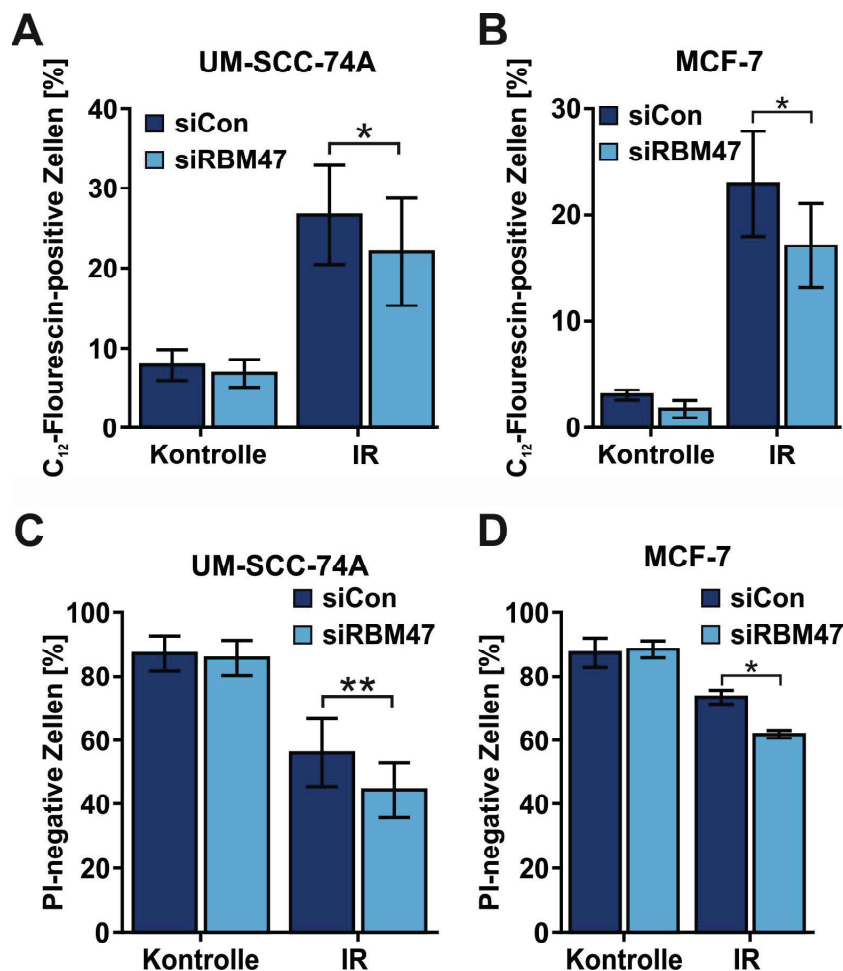 A
UM-SCC-74A
C₁₂-Flourescin-positive Zellen [%]
40
30
20
10
0
siCon
siRBM47
*
Kontrolle
IR
B
MCF-7
C₁₂-Flourescin-positive Zellen [%]
30
20
10
0
siCon
siRBM47
*
Kontrolle
IR
C
UM-SCC-74A
PI-negative Zellen [%]
100
80
60
40
80
0
siCon
siRBM47
**
Kontrolle
IR
D
MCF-7
PI-negative Zellen [%]
100
80
60
40
80
0
siCon
siRBM47
*
Kontrolle
IR